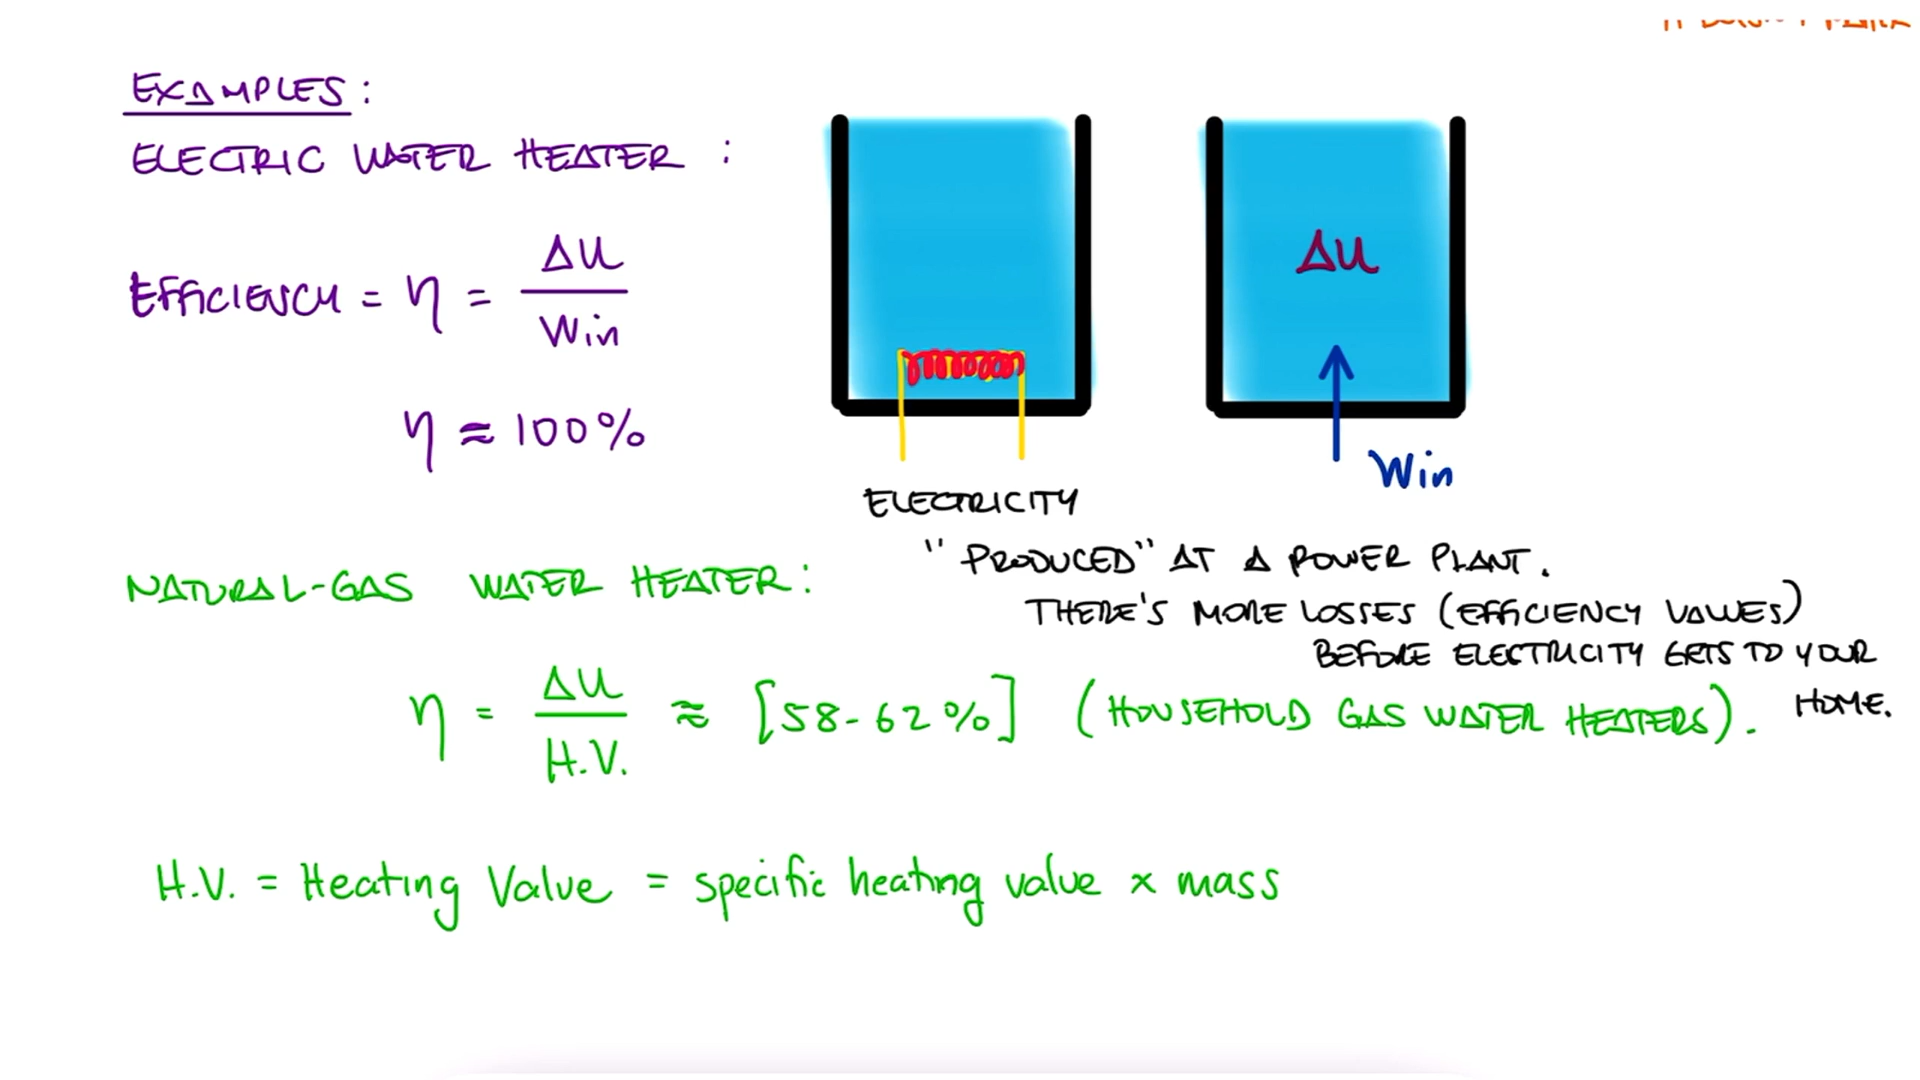 EXAMPLES:
ELECTRIC WATER HEATER :
EFFICIENCY = η = ΔU / Win
η ≈ 100%
ΔU
Win
ELECTRICITY
"PRODUCED" AT A POWER PLANT.
THERE'S MORE LOSSES (EFFICIENCY VALUES)
BEFORE ELECTRICITY GETS TO YOUR
HOME.
NATURAL-GAS WATER HEATER:
η = ΔU / H.V. ≈ [58-62%] (HOUSEHOLD GAS WATER HEATERS).
H.V. = Heating Value = specific heating value x mass